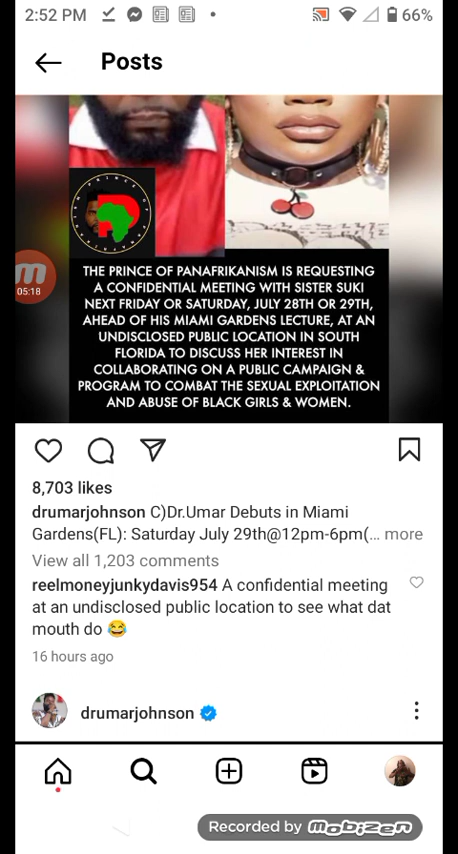 2:52 PM
66%
Posts
PRINCE OF
05:18
THE PRINCE OF PANAFRIKANISM IS REQUESTING
A CONFIDENTIAL MEETING WITH SISTER SUKI
NEXT FRIDAY OR SATURDAY, JULY 28TH OR 29TH,
AHEAD OF HIS MIAMI GARDENS LECTURE, AT AN
UNDISCLOSED PUBLIC LOCATION IN SOUTH
FLORIDA TO DISCUSS HER INTEREST IN
COLLABORATING ON A PUBLIC CAMPAIGN &
PROGRAM TO COMBAT THE SEXUAL EXPLOITATION
AND ABUSE OF BLACK GIRLS & WOMEN.
8,703 likes
drumarjohnson C)Dr.Umar Debuts in Miami
Gardens(FL): Saturday July 29th@12pm-6pm(... more
View all 1,203 comments
reelmoneyjunkydavis954 A confidential meeting
at an undisclosed public location to see what dat
mouth do 😂
16 hours ago
drumarjohnson
Recorded by mobizen